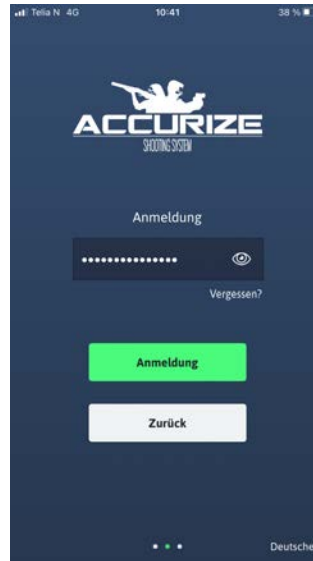 Telia N 4G 10:41 38 %
ACCURIZE
SHOOTING SYSTEM
Anmeldung
•••••••••••••••
Vergessen?
Anmeldung
Zurück
Deutsche